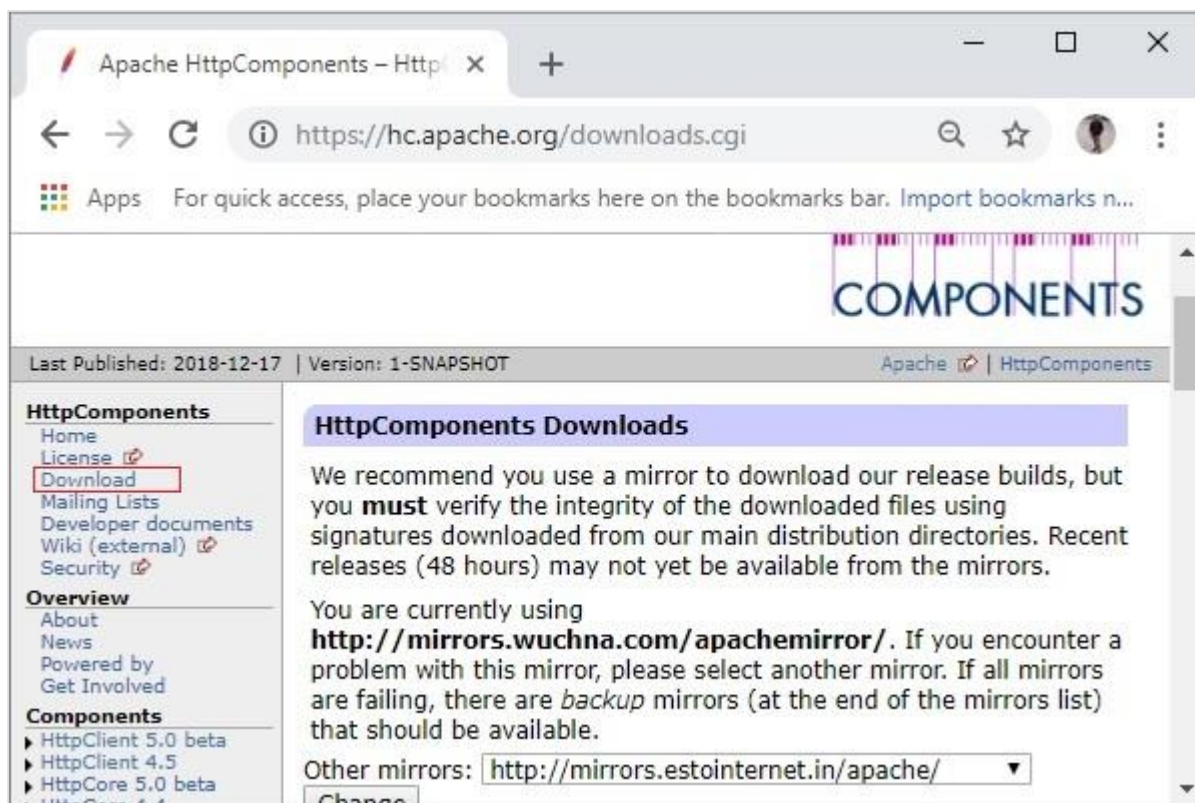 Apache HttpComponents – Http
https://hc.apache.org/downloads.cgi
Apps For quick access, place your bookmarks here on the bookmarks bar. Import bookmarks n...
COMPONENTS
Last Published: 2018-12-17 | Version: 1-SNAPSHOT Apache | HttpComponents
HttpComponents
Home
License
Download
Mailing Lists
Developer documents
Wiki (external)
Security
Overview
About
News
Powered by
Get Involved
Components
HttpClient 5.0 beta
HttpClient 4.5
HttpCore 5.0 beta
HttpCore 4.4
HttpComponents Downloads
We recommend you use a mirror to download our release builds, but
you must verify the integrity of the downloaded files using
signatures downloaded from our main distribution directories. Recent
releases (48 hours) may not yet be available from the mirrors.
You are currently using
http://mirrors.wuchna.com/apachemirror/. If you encounter a
problem with this mirror, please select another mirror. If all mirrors
are failing, there are backup mirrors (at the end of the mirrors list)
that should be available.
Other mirrors: http://mirrors.estointernet.in/apache/
Change